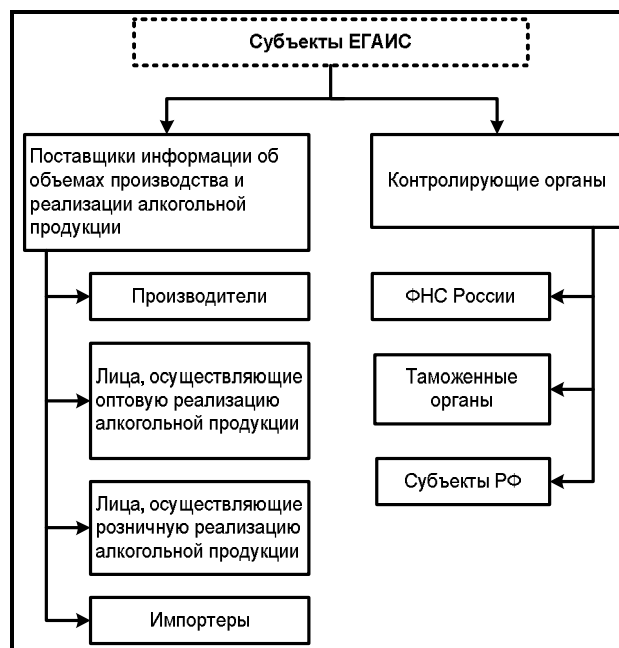 Субъекты ЕГАИС
Поставщики информации об
объемах производства и
реализации алкогольной
продукции
Производители
Лица, осуществляющие
оптовую реализацию
алкогольной продукции
Лица, осуществляющие
розничную реализацию
алкогольной продукции
Импортеры
Контролирующие органы
ФНС России
Таможенные
органы
Субъекты РФ